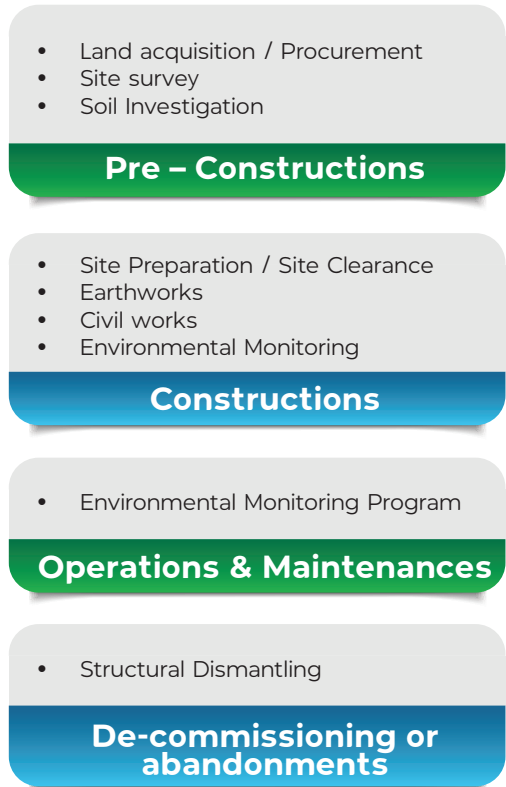 • Land acquisition / Procurement
• Site survey
• Soil Investigation
Pre – Constructions
• Site Preparation / Site Clearance
• Earthworks
• Civil works
• Environmental Monitoring
Constructions
• Environmental Monitoring Program
Operations & Maintenances
• Structural Dismantling
De-commissioning or
abandonments